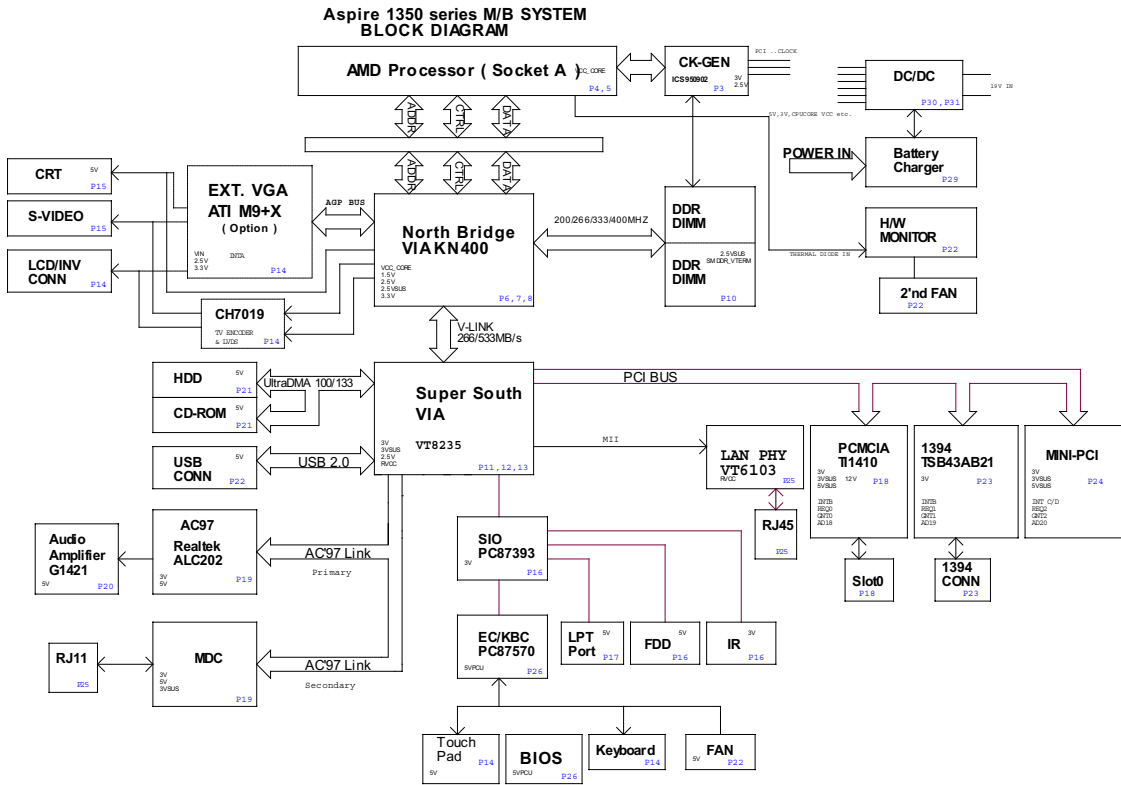 Aspire 1350 series M/B SYSTEM
BLOCK DIAGRAM
AMD Processor ( Socket A )
VCC_CORE
P4,5
CK-GEN
ICS950902
3V
2.5V
P3
PCI ..CLOCK
DC/DC
P30,P31
19V IN
5V,3V,CPUCORE VCC etc.
POWER IN
Battery
Charger
P29
ADDR
CTRL
DATA
ADDR
CTRL
DATA
CRT
5V
P15
S-VIDEO
P15
LCD/INV
CONN
P14
EXT. VGA
ATI M9+X
( Option )
VIN
2.5V
3.3V
INTA
P14
AGP BUS
North Bridge
VIAKN400
VCC_CORE
1.5V
2.5V
2.5VSUS
3.3V
P6,7,8
200/266/333/400MHZ
DDR
DIMM
DDR
DIMM
2.5VSUS
SMDDR_VTERM
P10
H/W
MONITOR
P22
THERMAL DIODE IN
2'nd FAN
P22
CH7019
TV ENCODER
& LVDS
P14
V-LINK
266/533MB/s
HDD
5V
P21
CD-ROM
5V
P21
UltraDMA 100/133
USB
CONN
5V
P22
USB 2.0
Super South
VIA
VT8235
3V
3VSUS
2.5V
RVCC
P11,12,13
PCI BUS
MII
LAN PHY
VT6103
RVCC
P25
RJ45
P25
PCMCIA
TI1410
3V
3VSUS
5VSUS
12V
P18
INTB
REQ0
GNT0
AD18
Slot0
P18
1394
TSB43AB21
3V
P23
INTB
REQ1
GNT1
AD19
1394
CONN
P23
MINI-PCI
3V
3VSUS
5VSUS
P24
INT C/D
REQ2
GNT2
AD20
Audio
Amplifier
G1421
5V
P20
AC97
Realtek
ALC202
3V
5V
P19
AC'97 Link
Primary
RJ11
P25
MDC
3V
5V
3VSUS
P19
AC'97 Link
Secondary
SIO
PC87393
3V
P16
EC/KBC
PC87570
5VPCU
P26
LPT
Port
5V
P17
FDD
5V
P16
IR
3V
P16
Touch
Pad
5V
P14
BIOS
5VPCU
P26
Keyboard
P14
FAN
5V
P22